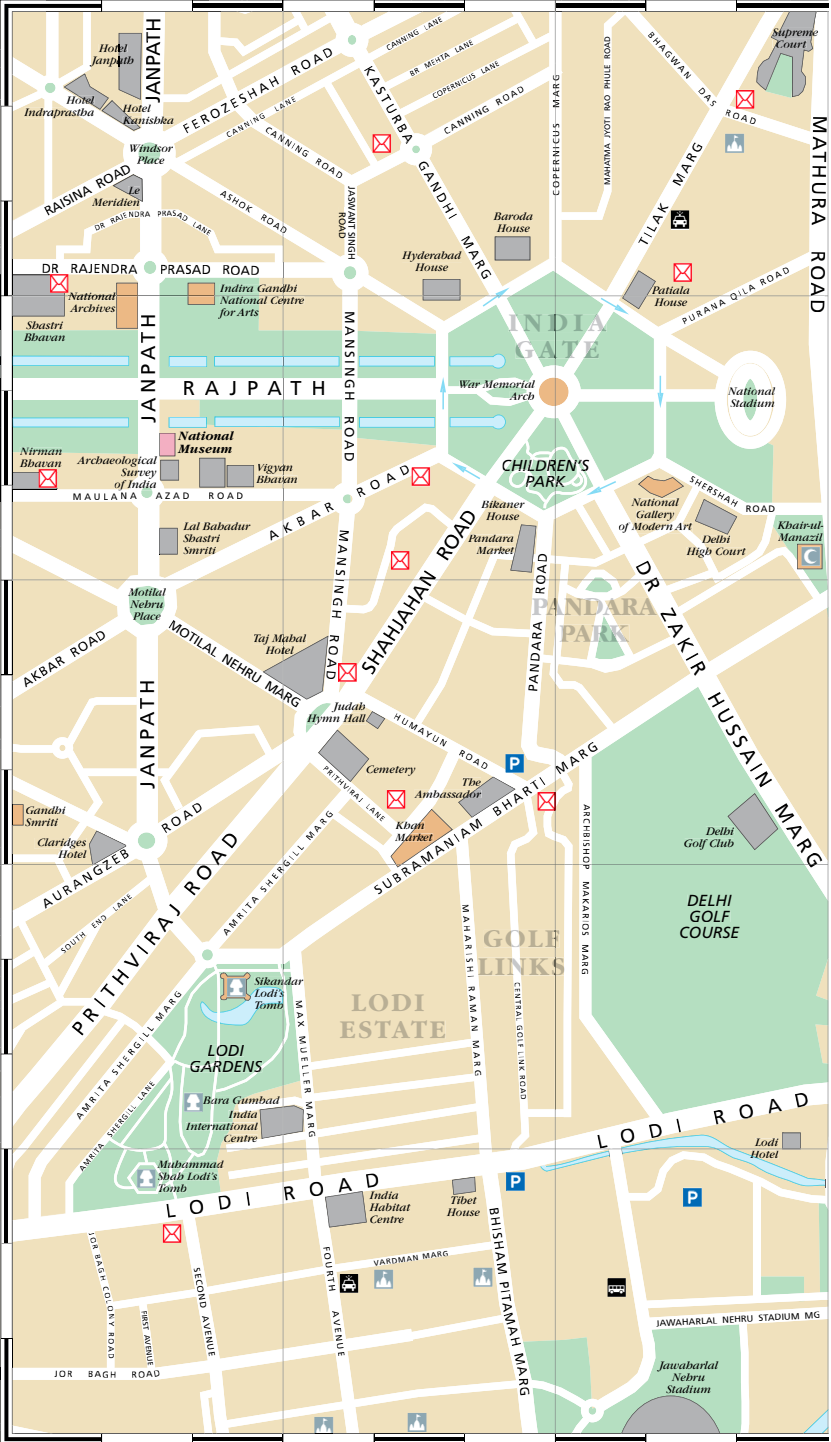 Supreme
Court
Hotel
Janpath
JANPATH
CANNING LANE
BR MEHTA LANE
COPERNICUS LANE
CANNING ROAD
KASTURBA GANDHI MARG
FEROZESHAH ROAD
CANNING LANE
CANNING ROAD
COPERNICUS MARG
MAHATMA JYOTI RAO PHULE ROAD
BHAGWAN DAS ROAD
MATHURA ROAD
TILAK MARG
Hotel
Indraprastha
Hotel
Kanishka
Windsor
Place
RAISINA ROAD
Le
Meridien
ASHOK ROAD
JASWANT SINGH
ROAD
DR RAJENDRA PRASAD LANE
DR RAJENDRA PRASAD ROAD
Baroda
House
Hyderabad
House
Patiala
House
PURANA QILA ROAD
National
Archives
Indira Gandhi
National Centre
for Arts
Shastri
Bhavan
JANPATH
MANSINGH ROAD
INDIA
GATE
RAJPATH
War Memorial
Arch
National
Stadium
National
Museum
Nirman
Bhavan
Archaeological
Survey
of India
Vigyan
Bhavan
MAULANA AZAD ROAD
AKBAR ROAD
CHILDREN'S
PARK
National
Gallery
of Modern Art
SHERSHAH ROAD
Delhi
High Court
Khair-ul-
Manazil
Bikaner
House
Pandara
Market
Lal Bahadur
Shastri
Smriti
MANSINGH ROAD
SHAHJAHAN ROAD
PANDARA ROAD
PANDARA
PARK
DR ZAKIR HUSSAIN MARG
Motilal
Nehru
Place
AKBAR ROAD
MOTILAL NEHRU MARG
Taj Mahal
Hotel
JANPATH
Judah
Hymn Hall
HUMAYUN ROAD
Cemetery
PRITHVIRAJ LANE
The
Ambassador
Khan
Market
SUBRAMANIAM BHARTI MARG
Gandhi
Smriti
Claridges
Hotel
AURANGZEB ROAD
PRITHVIRAJ ROAD
AMRITA SHERGILL MARG
SOUTH END LANE
ARCHBISHOP MAKARIOS MARG
Delhi
Golf Club
DELHI
GOLF
COURSE
GOLF
LINKS
MAHARISHI RAMAN MARG
CENTRAL GOLF LINK ROAD
LODI
ESTATE
MAX MUELLER MARG
Sikandar
Lodi's
Tomb
LODI
GARDENS
AMRITA SHERGILL MARG
AMRITA SHERGILL LANE
Bara Gumbad
India
International
Centre
Muhammad
Shah Lodi's
Tomb
LODI ROAD
LODI ROAD
Lodi
Hotel
India
Habitat
Centre
Tibet
House
P
P
P
BHISHAM PITAMAH MARG
VARDMAN MARG
JOR BAGH COLONY ROAD
FIRST AVENUE
SECOND AVENUE
FOURTH AVENUE
JOR BAGH ROAD
JAWAHARLAL NEHRU STADIUM MG
Jawaharlal
Nehru
Stadium